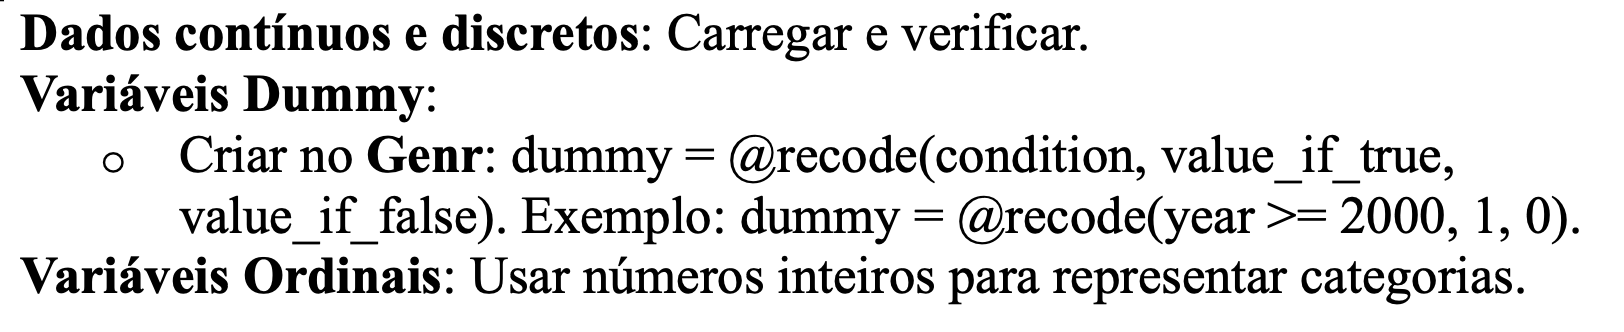 Dados contínuos e discretos: Carregar e verificar.
Variáveis Dummy:
○ Criar no Genr: dummy = @recode(condition, value_if_true,
value_if_false). Exemplo: dummy = @recode(year >= 2000, 1, 0).
Variáveis Ordinais: Usar números inteiros para representar categorias.